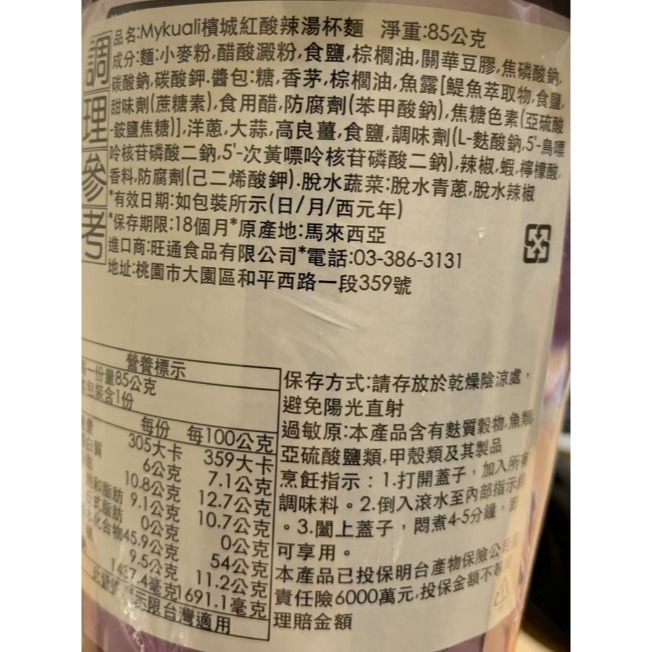 調理參考
品名:Mykuali檳城紅酸辣湯杯麵 淨重:85公克
成分:麵:小麥粉,醋酸澱粉,食鹽,棕櫚油,關華豆膠,焦磷酸鈉,
碳酸鈉,碳酸鉀.醬包:糖,香茅,棕櫚油,魚露[鯷魚萃取物,食鹽,
甜味劑(蔗糖素),食用醋,防腐劑(苯甲酸鈉),焦糖色素(亞硫酸
-銨鹽焦糖)],洋蔥,大蒜,高良薑,食鹽,調味劑(L-麩酸鈉,5'-鳥嘌
呤核苷磷酸二鈉,5'-次黃嘌呤核苷磷酸二鈉),辣椒,蝦,檸檬酸,
香料,防腐劑(己二烯酸鉀).脫水蔬菜:脫水青蔥,脫水辣椒
*有效日期:如包裝所示(日/月/西元年)
*保存期限:18個月*原產地:馬來西亞
進口商:旺通食品有限公司*電話:03-386-3131
地址:桃園市大園區和平西路一段359號
營養標示
一份量85公克
包裝含1份
每份 每100公克
305大卡 359大卡
白質 6公克 7.1公克
10.8公克 12.7公克
脂肪 9.1公克 10.7公克
式脂肪 0公克 0公克
化合物45.9公克 54公克
9.5公克 11.2公克
1437.4毫克 1691.1毫克
示限台灣適用
保存方式:請存放於乾燥陰涼處,
避免陽光直射
過敏原:本產品含有麩質穀物,魚類,
亞硫酸鹽類,甲殼類及其製品
烹飪指示:1.打開蓋子,加入所有
調味料。2.倒入滾水至內部指示線
。3.闔上蓋子,悶煮4-5分鐘,即
可享用。
本產品已投保明台產物保險公司產
責任險6000萬元,投保金額不等
理賠金額